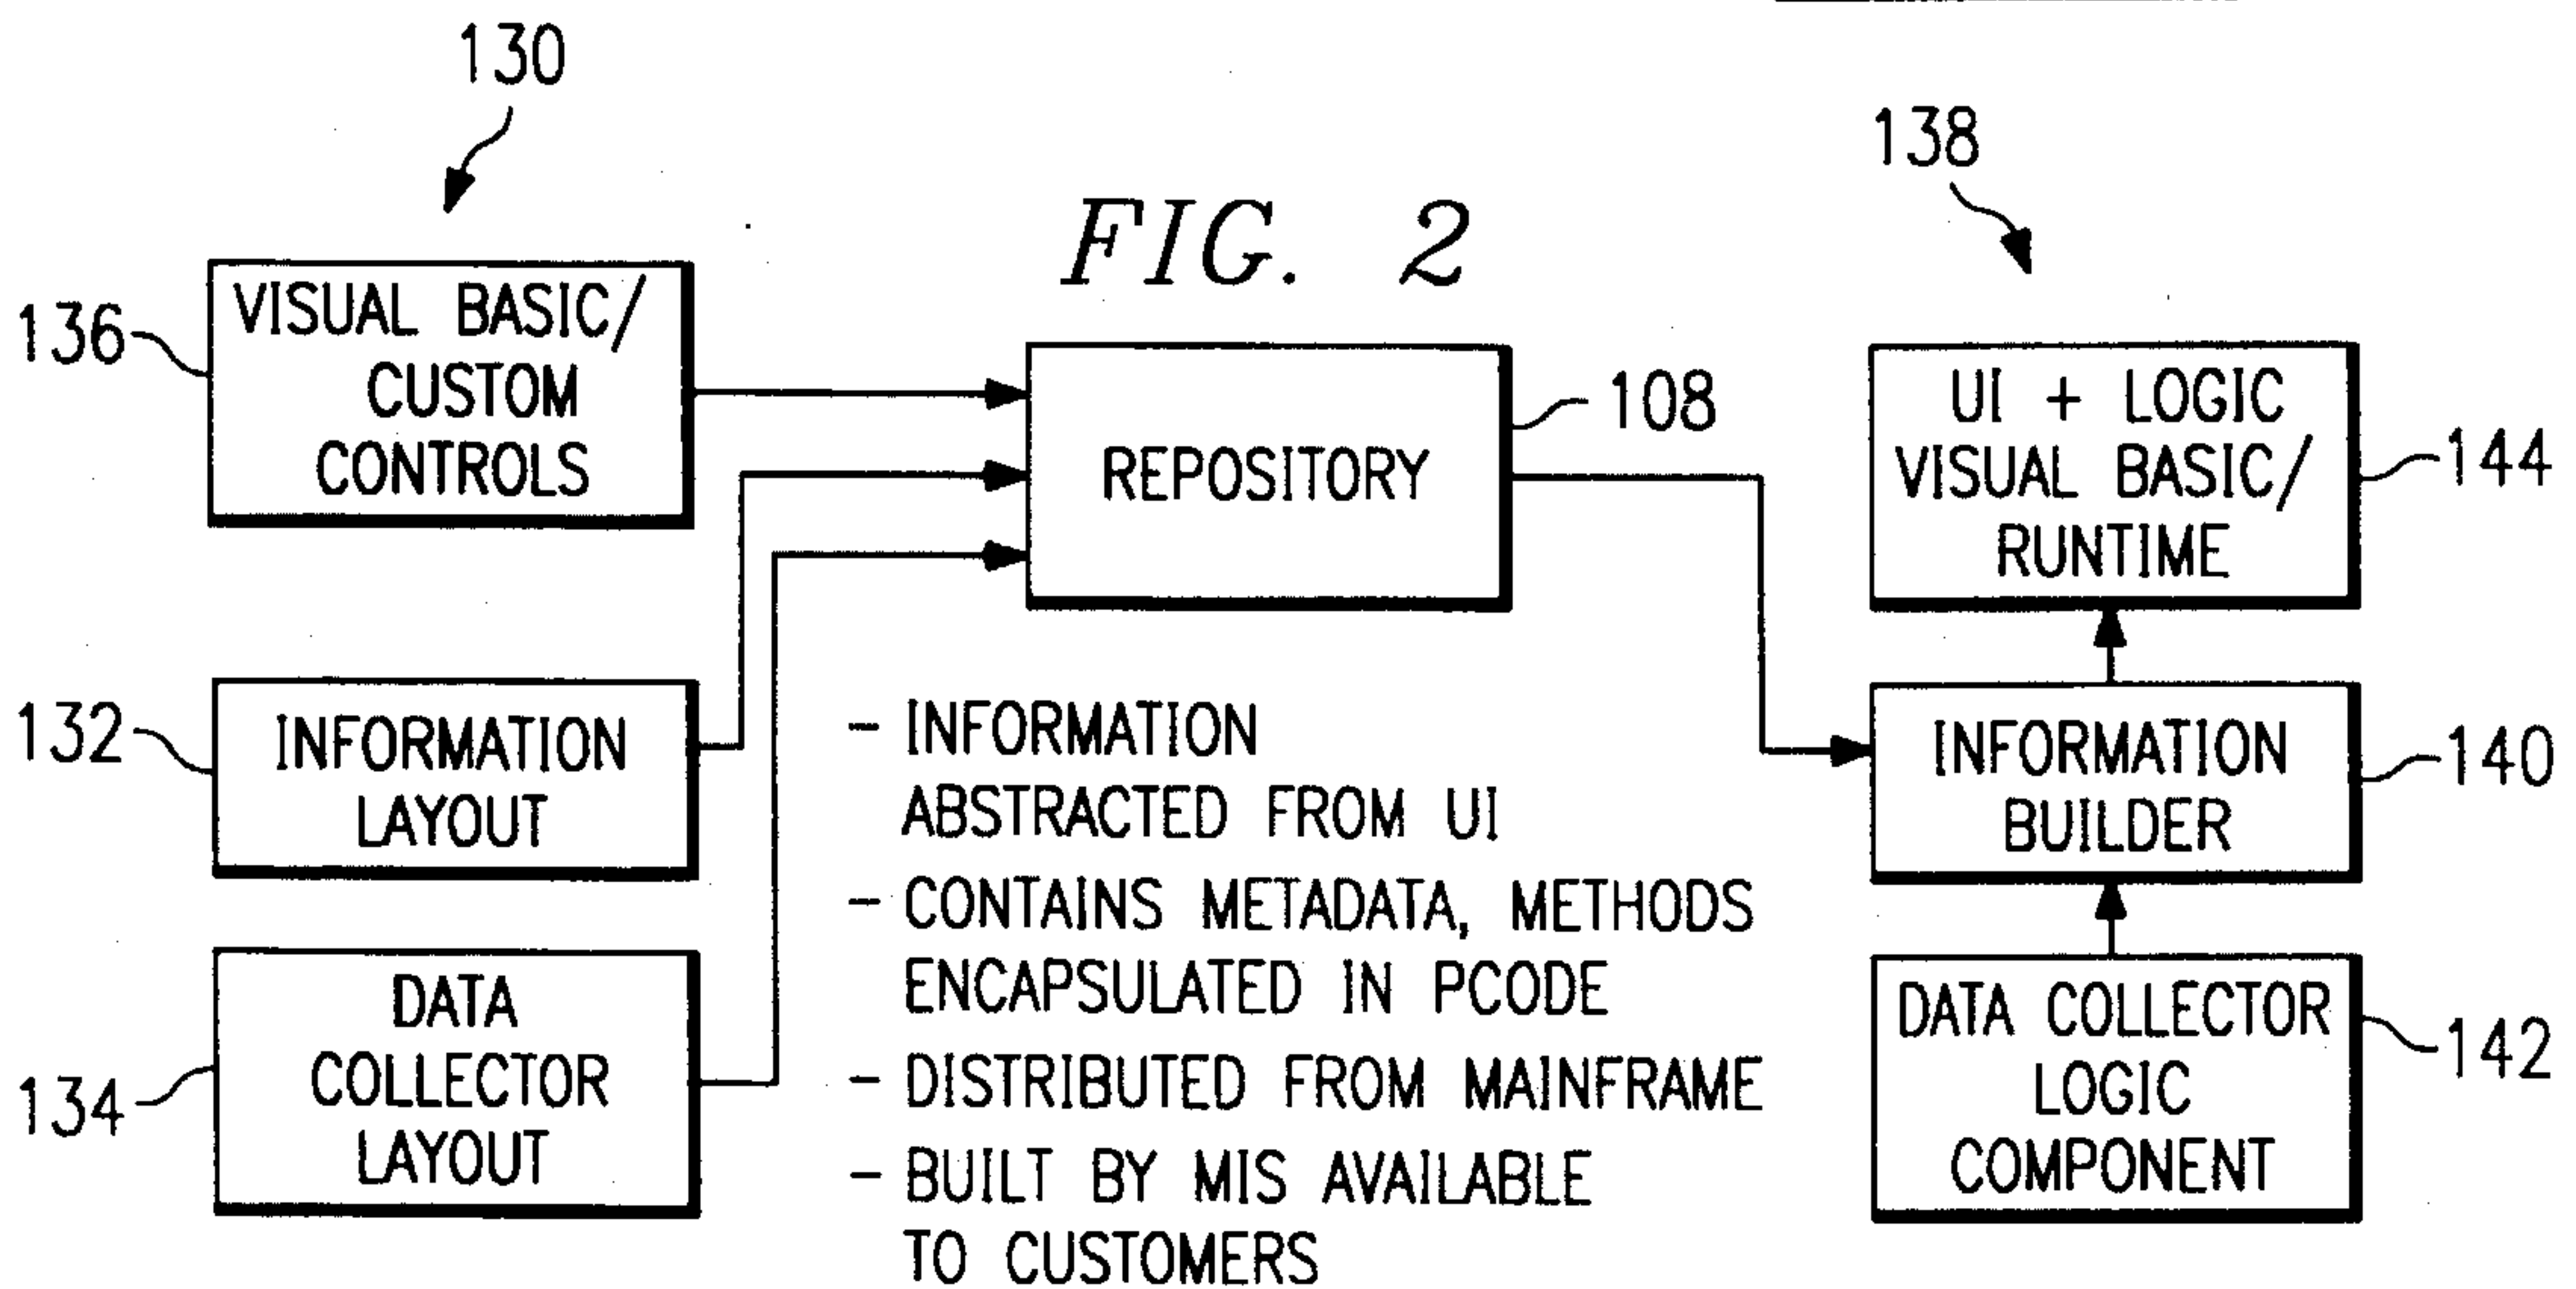 130
138
FIG. 2
136
VISUAL BASIC/
CUSTOM
CONTROLS
REPOSITORY
108
UI + LOGIC
VISUAL BASIC/
RUNTIME
144
132
INFORMATION
LAYOUT
- INFORMATION
ABSTRACTED FROM UI
- CONTAINS METADATA, METHODS
ENCAPSULATED IN PCODE
- DISTRIBUTED FROM MAINFRAME
- BUILT BY MIS AVAILABLE
TO CUSTOMERS
INFORMATION
BUILDER
140
134
DATA
COLLECTOR
LAYOUT
DATA COLLECTOR
LOGIC
COMPONENT
142